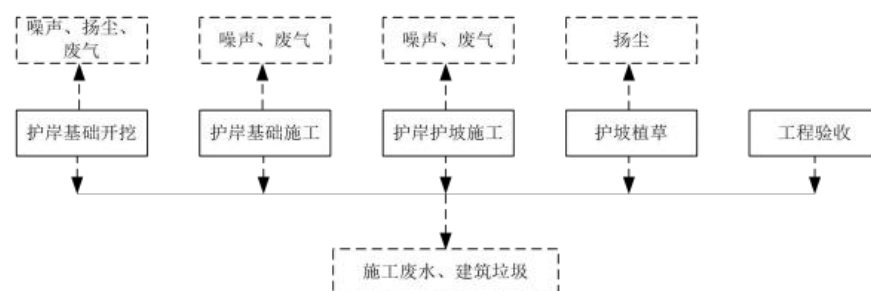 噪声、扬尘、
废气
噪声、废气
噪声、废气
扬尘
护岸基础开挖
护岸基础施工
护岸护坡施工
护坡植草
工程验收
施工废水、建筑垃圾